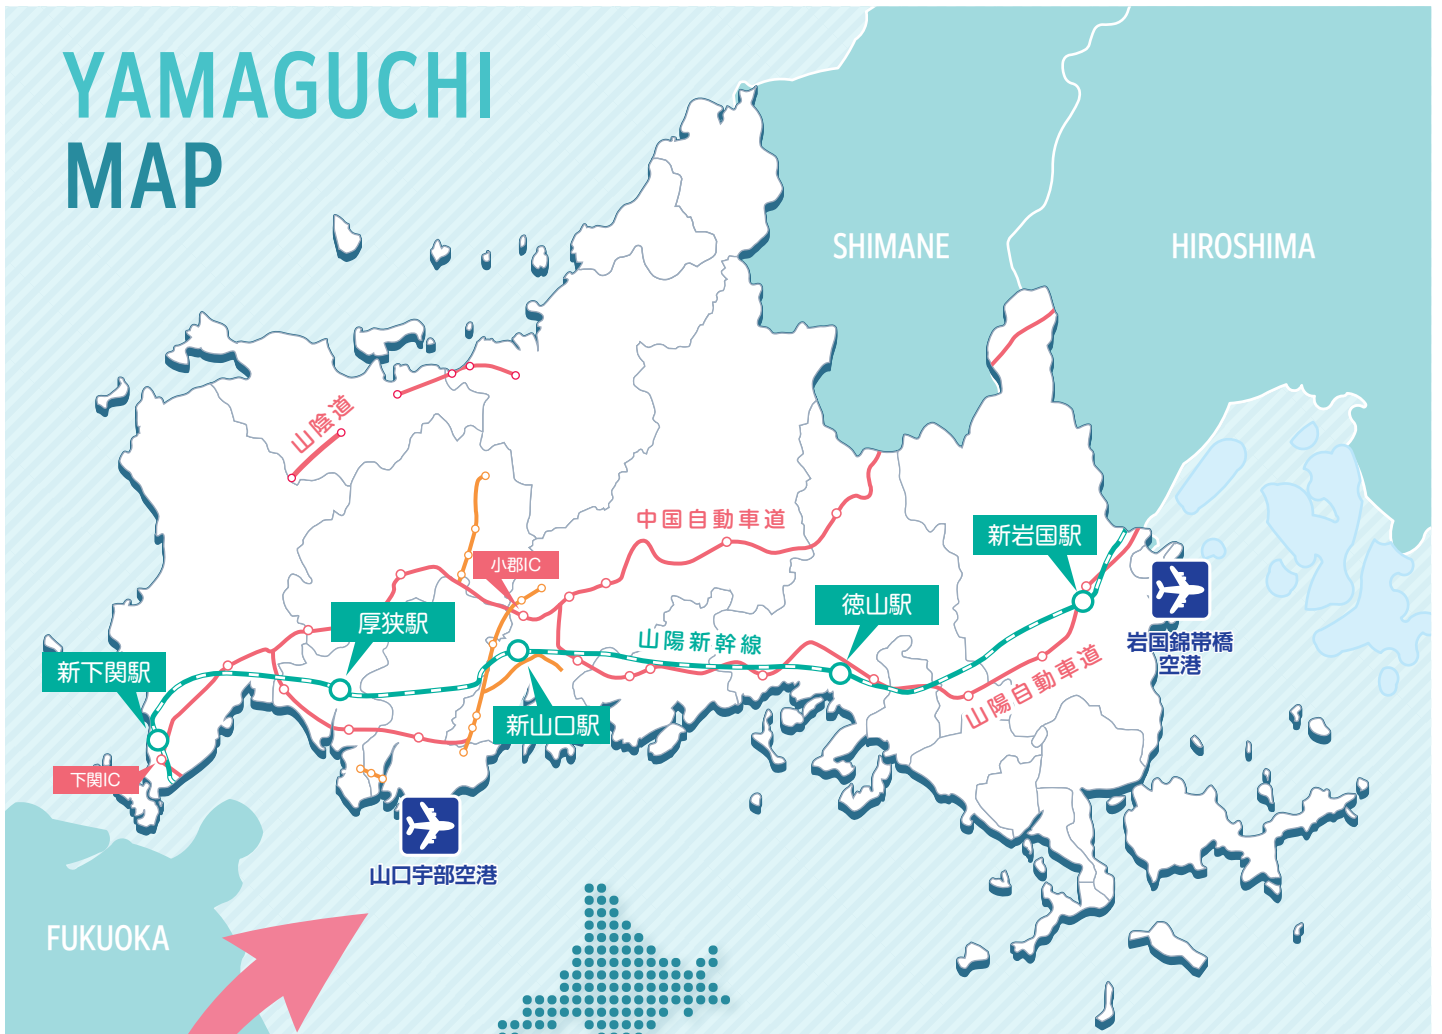 YAMAGUCHI
MAP
SHIMANE
HIROSHIMA
山陰道
中国自動車道
新岩国駅
小郡IC
徳山駅
厚狭駅
山陽新幹線
岩国錦帯橋
空港
新下関駅
山陽自動車道
新山口駅
下関IC
山口宇部空港
FUKUOKA